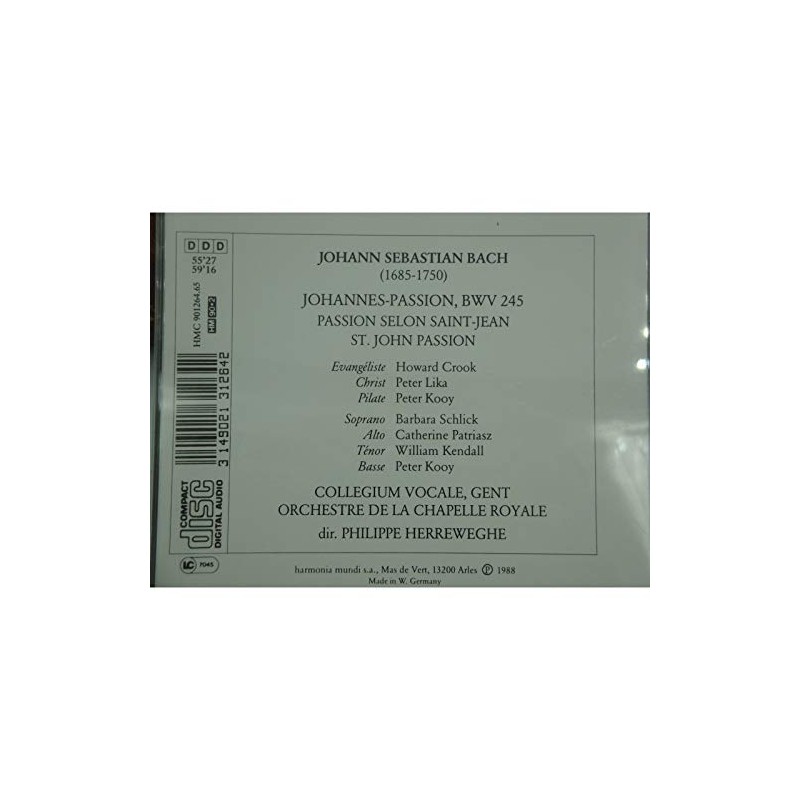 DDD
55'27
59'16
HMC 901264.65
HM 90·2
3 149021 312642
COMPACT
disc
DIGITAL AUDIO
LC 7045
JOHANN SEBASTIAN BACH
(1685-1750)
JOHANNES-PASSION, BWV 245
PASSION SELON SAINT-JEAN
ST. JOHN PASSION
Evangéliste Howard Crook
Christ Peter Lika
Pilate Peter Kooy
Soprano Barbara Schlick
Alto Catherine Patriasz
Ténor William Kendall
Basse Peter Kooy
COLLEGIUM VOCALE, GENT
ORCHESTRE DE LA CHAPELLE ROYALE
dir. PHILIPPE HERREWEGHE
harmonia mundi s.a., Mas de Vert, 13200 Arles Ⓟ 1988
Made in W. Germany